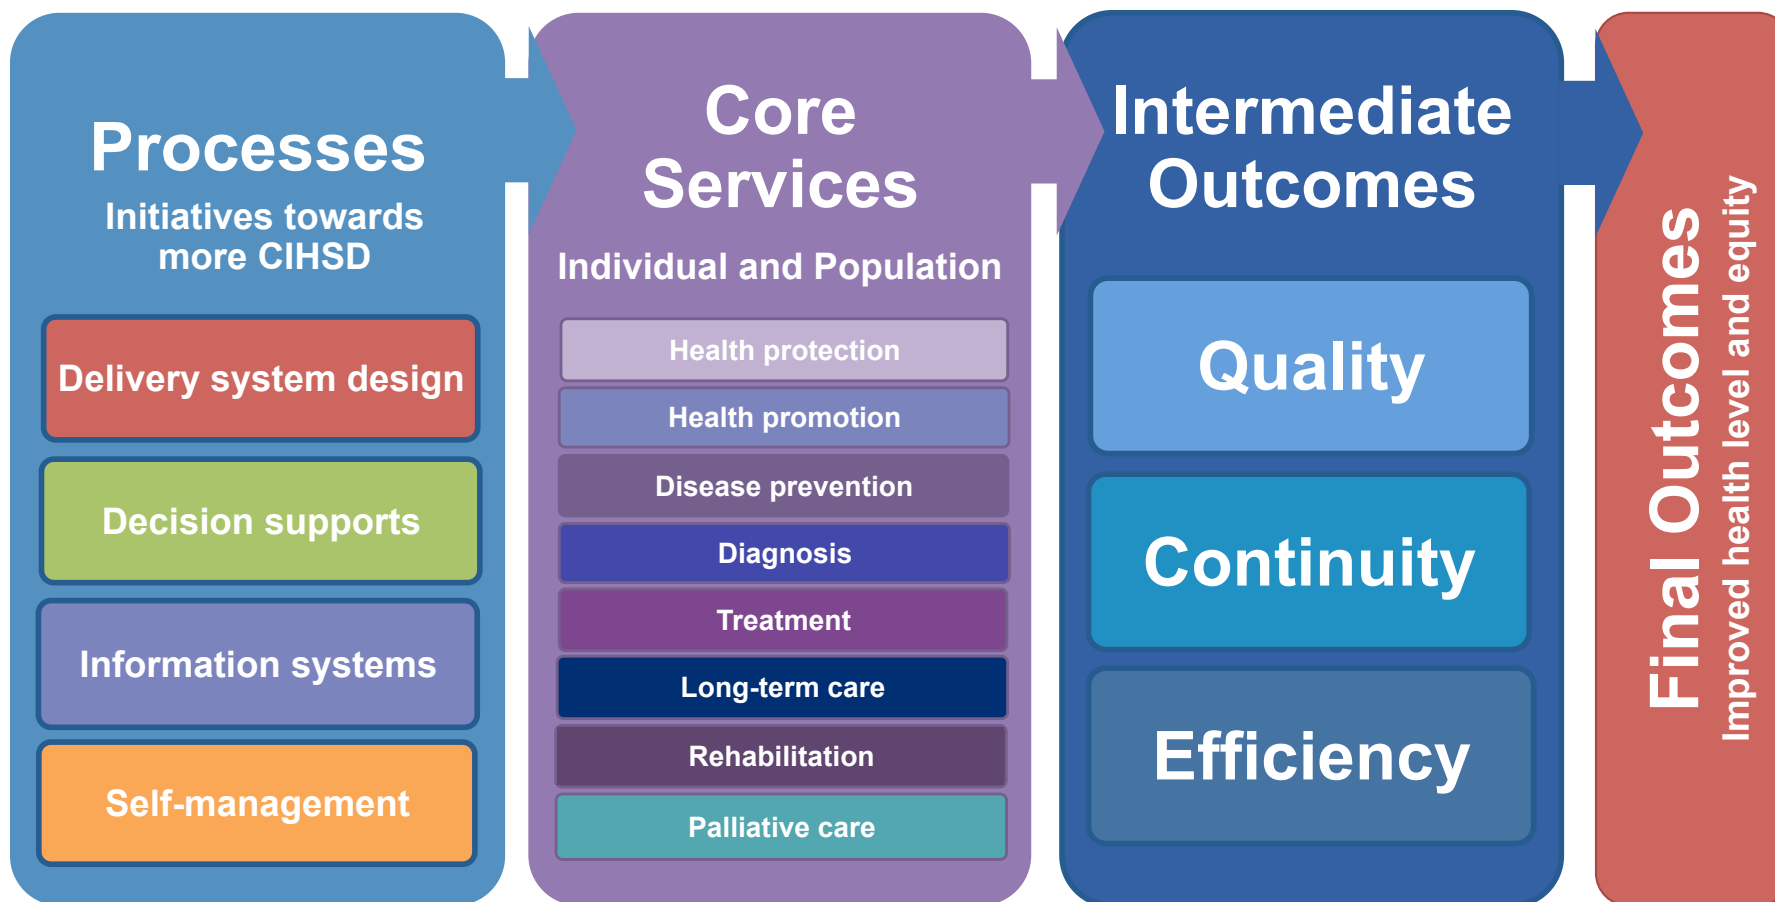 Processes
Initiatives towards
more CIHSD
Delivery system design
Decision supports
Information systems
Self-management
Core
Services
Individual and Population
Health protection
Health promotion
Disease prevention
Diagnosis
Treatment
Long-term care
Rehabilitation
Palliative care
Intermediate
Outcomes
Quality
Continuity
Efficiency
Final Outcomes
Improved health level and equity